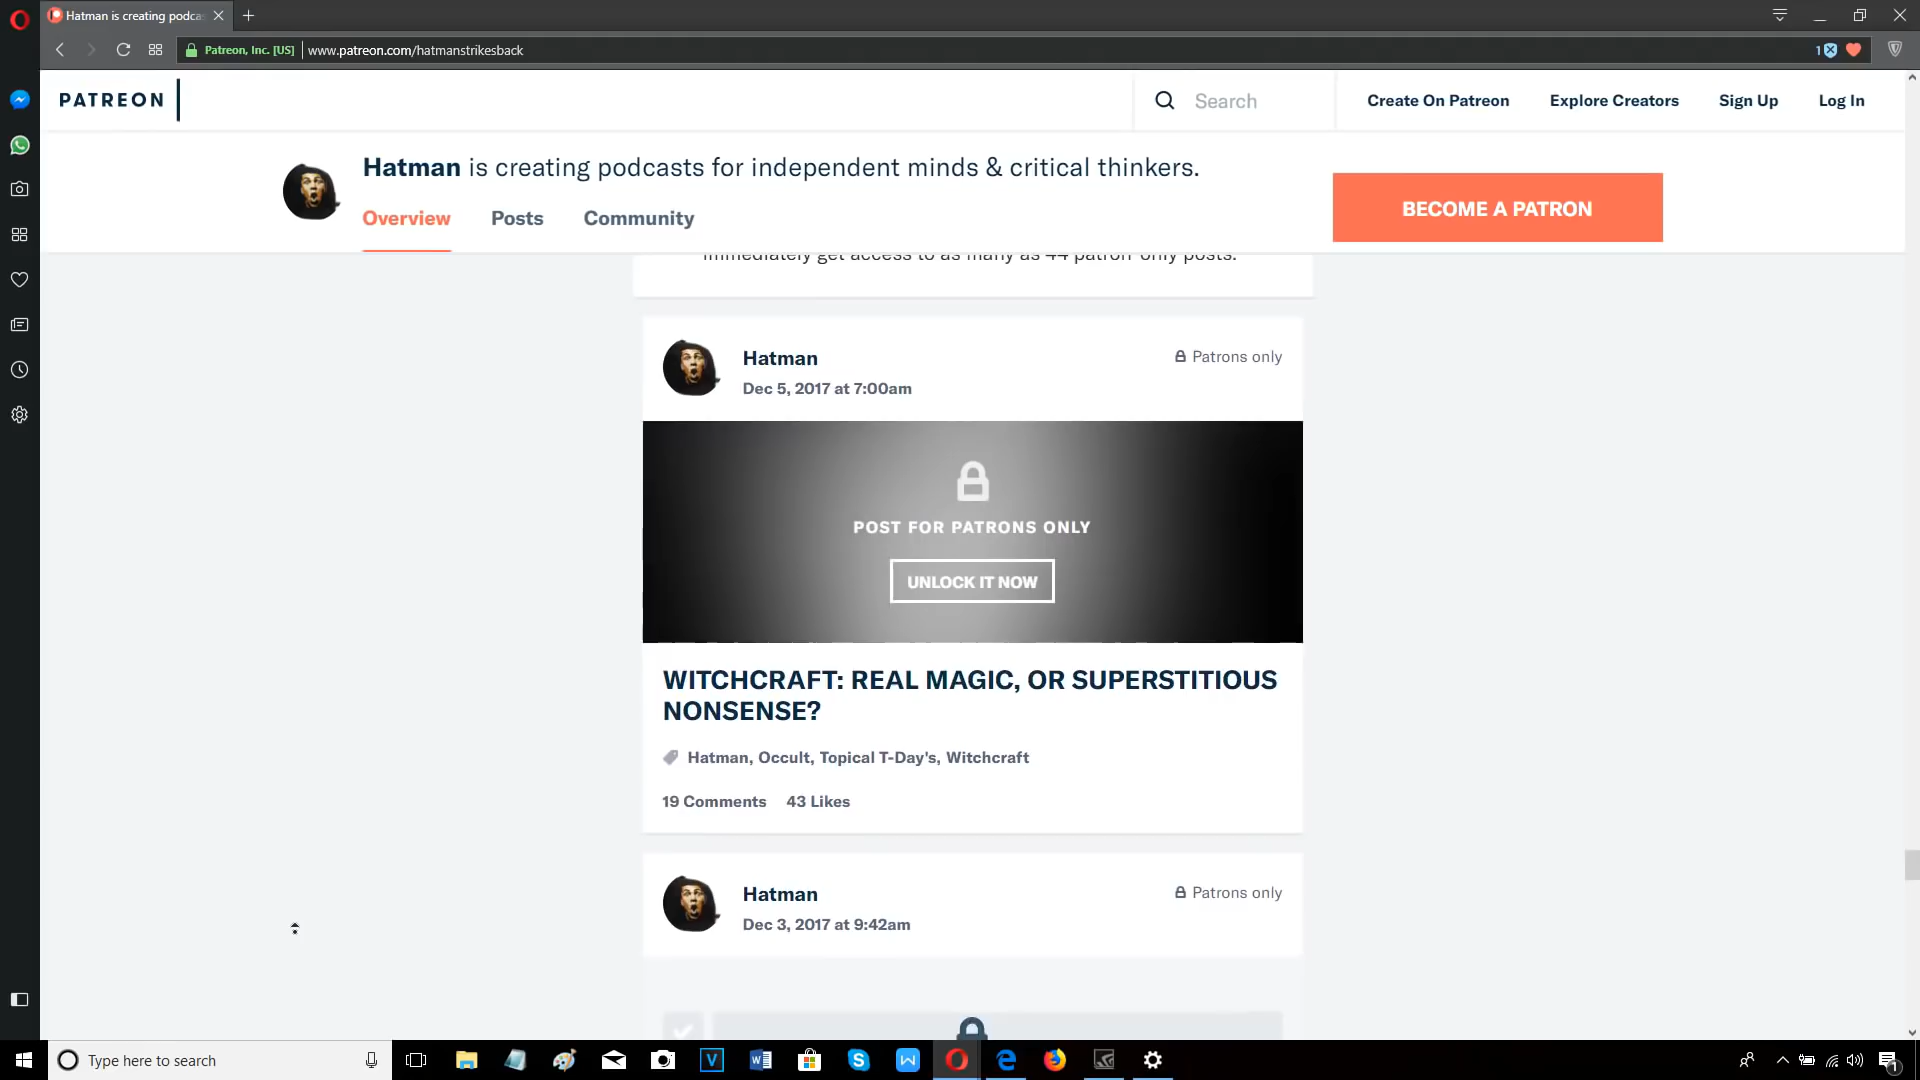 Hatman is creating podca
Patreon, Inc. [US]
www.patreon.com/hatmanstrikesback
1
PATREON
Search
Create On Patreon
Explore Creators
Sign Up
Log In
Hatman is creating podcasts for independent minds & critical thinkers.
Overview
Posts
Community
BECOME A PATRON
immediately get access to as many as 44 patron-only posts.
Hatman
Patrons only
Dec 5, 2017 at 7:00am
POST FOR PATRONS ONLY
UNLOCK IT NOW
WITCHCRAFT: REAL MAGIC, OR SUPERSTITIOUS
NONSENSE?
Hatman, Occult, Topical T-Day's, Witchcraft
19 Comments
43 Likes
Hatman
Patrons only
Dec 3, 2017 at 9:42am
Type here to search
1